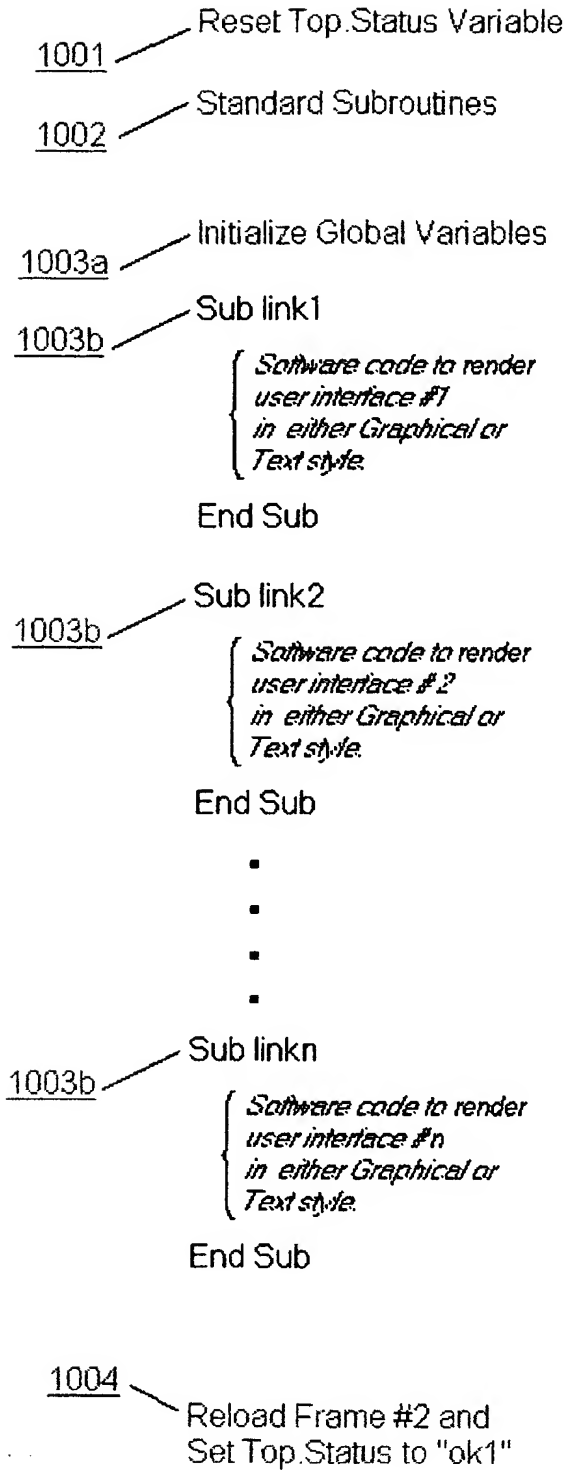 Reset Top.Status Variable
1001
Standard Subroutines
1002
Initialize Global Variables
1003a
Sub link1
1003b
Software code to render
user interface #1
in either Graphical or
Text style.
End Sub
Sub link2
1003b
Software code to render
user interface #2
in either Graphical or
Text style.
End Sub
Sub linkn
1003b
Software code to render
user interface #n
in either Graphical or
Text style.
End Sub
1004
Reload Frame #2 and
Set Top.Status to "ok1"